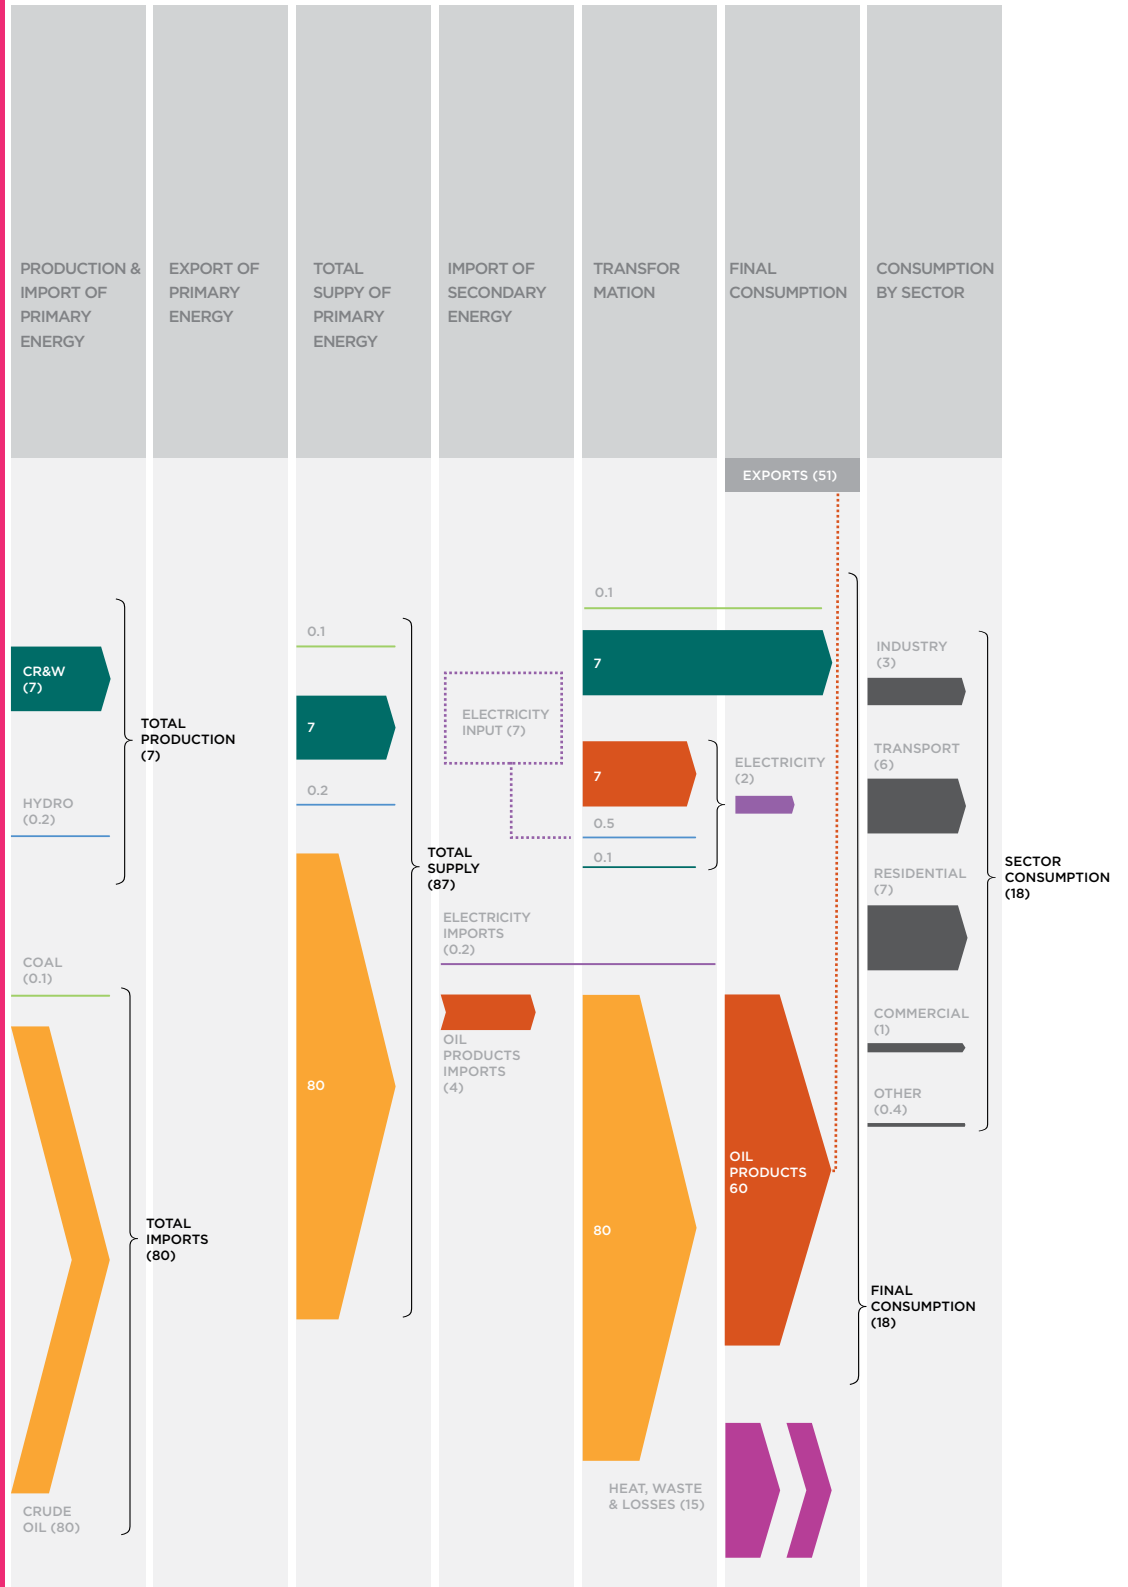 PRODUCTION &
IMPORT OF
PRIMARY
ENERGY
EXPORT OF
PRIMARY
ENERGY
TOTAL
SUPPY OF
PRIMARY
ENERGY
IMPORT OF
SECONDARY
ENERGY
TRANSFOR
MATION
FINAL
CONSUMPTION
CONSUMPTION
BY SECTOR
EXPORTS (51)
CR&W
(7)
TOTAL
PRODUCTION
(7)
HYDRO
(0.2)
COAL
(0.1)
TOTAL
IMPORTS
(80)
CRUDE
OIL (80)
0.1
7
0.2
80
TOTAL
SUPPLY
(87)
ELECTRICITY
INPUT (7)
ELECTRICITY
IMPORTS
(0.2)
OIL
PRODUCTS
IMPORTS
(4)
0.1
7
7
0.5
0.1
80
HEAT, WASTE
& LOSSES (15)
ELECTRICITY
(2)
OIL
PRODUCTS
60
FINAL
CONSUMPTION
(18)
INDUSTRY
(3)
TRANSPORT
(6)
RESIDENTIAL
(7)
COMMERCIAL
(1)
OTHER
(0.4)
SECTOR
CONSUMPTION
(18)